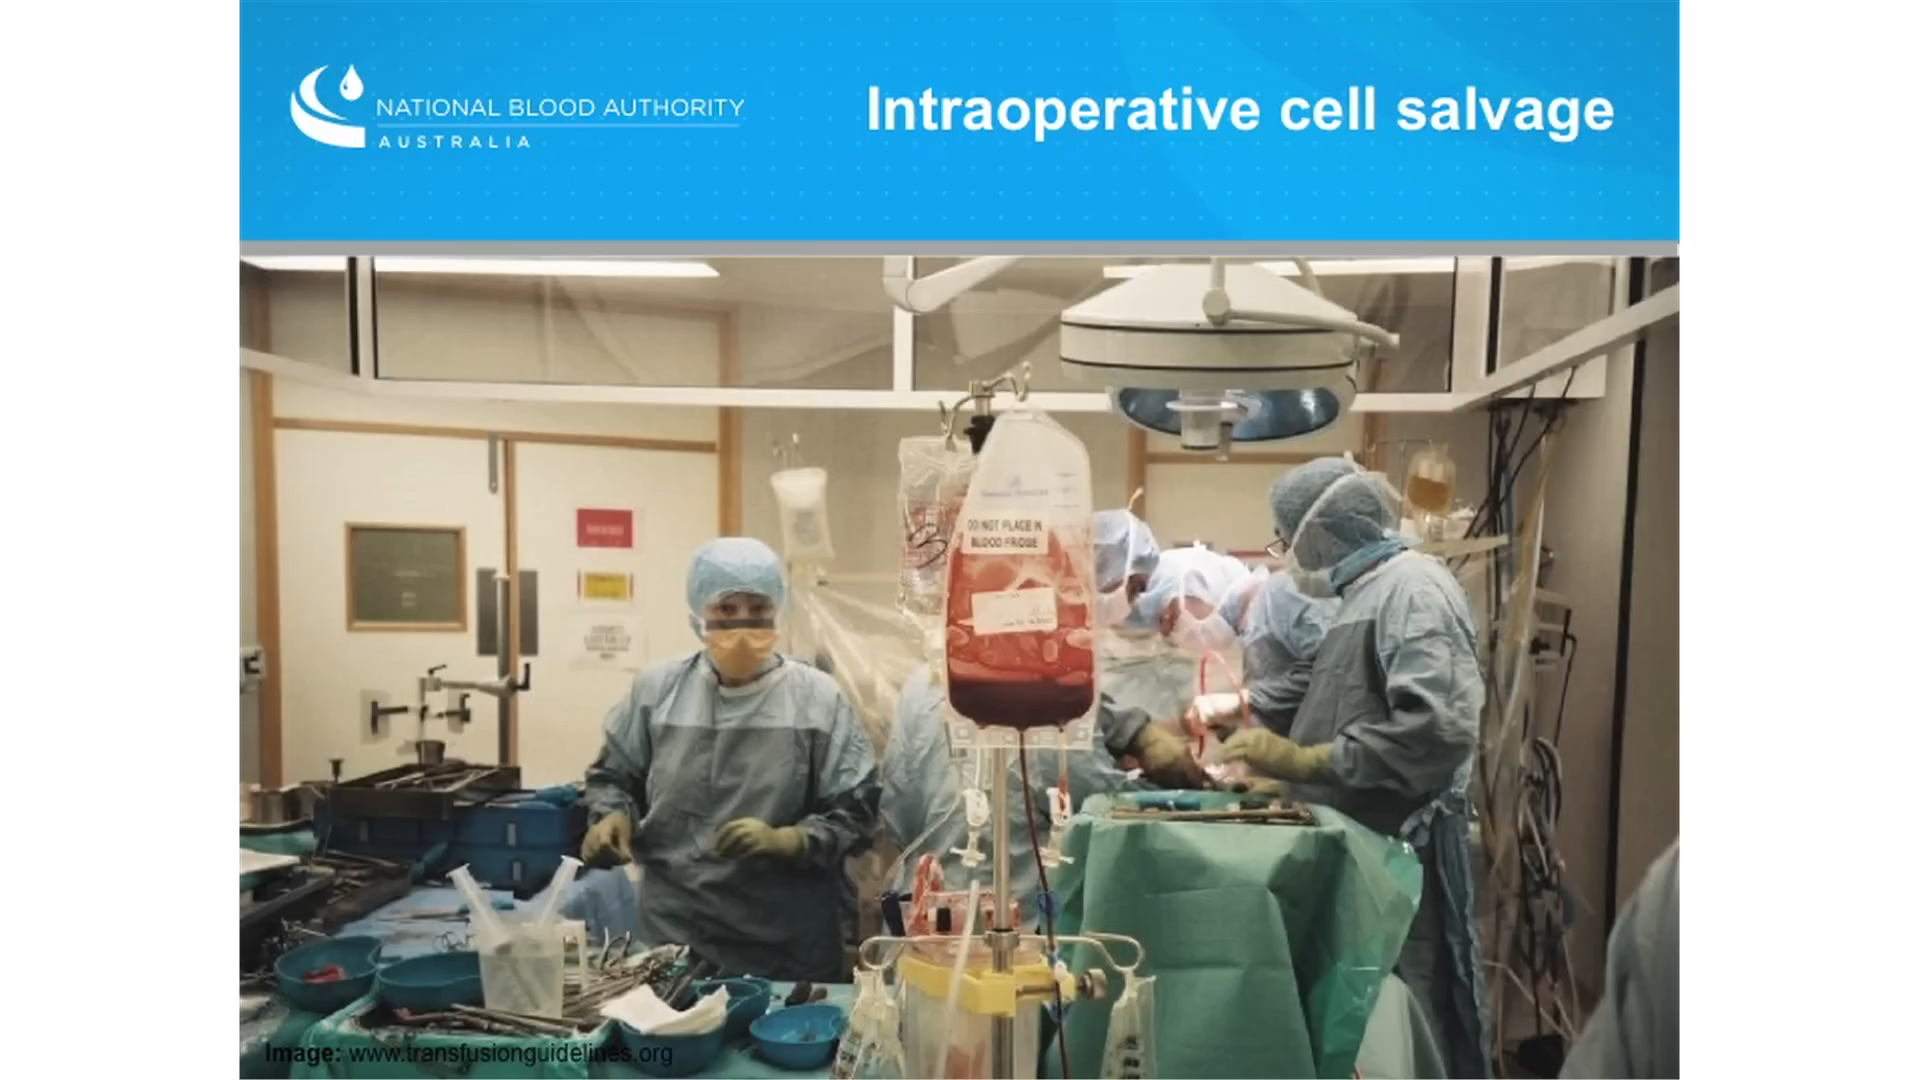 NATIONAL BLOOD AUTHORITY
AUSTRALIA
Intraoperative cell salvage
DO NOT PLACE IN
BLOOD FRIDGE
Image: www.transfusionguidelines.org